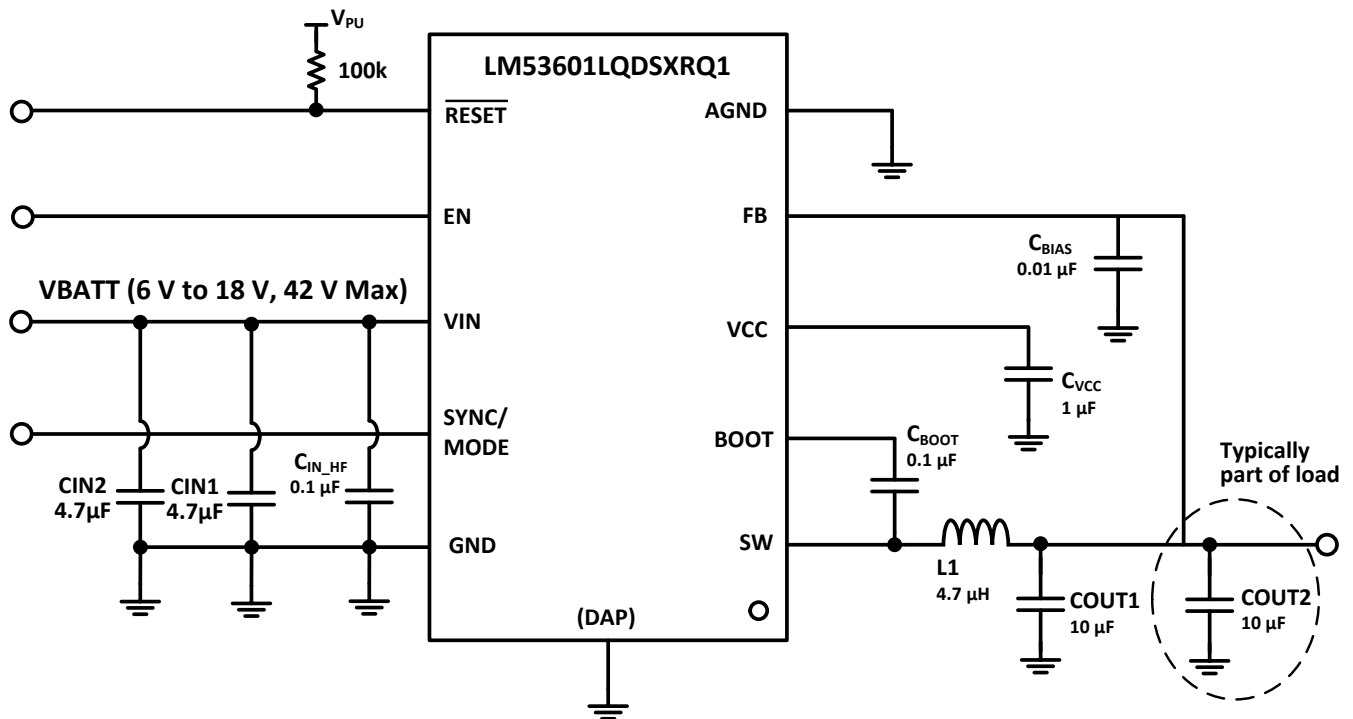 VPU
100k
LM53601LQDSXRQ1
RESET
AGND
EN
FB
CBIAS
0.01 µF
VBATT (6 V to 18 V, 42 V Max)
VIN
VCC
CVCC
1 µF
SYNC/
MODE
BOOT
CBOOT
0.1 µF
Typically
part of load
CIN2
4.7µF
CIN1
4.7µF
CIN_HF
0.1 µF
GND
SW
L1
4.7 µH
COUT1
10 µF
COUT2
10 µF
(DAP)